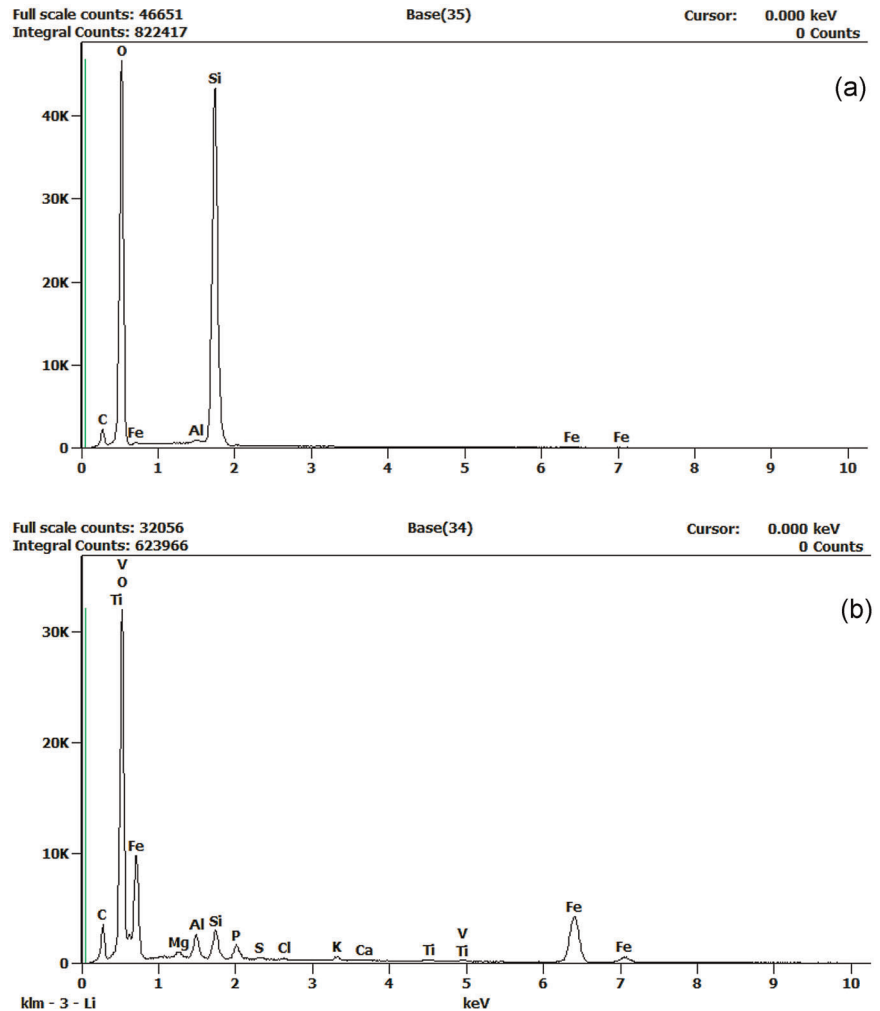 Full scale counts: 46651 Base(35) Cursor: 0.000 keV
Integral Counts: 822417 0 Counts
O
Si
(a)
40K
30K
20K
10K
C Fe Al Fe Fe
0
0 1 2 3 4 5 6 7 8 9 10
Full scale counts: 32056 Base(34) Cursor: 0.000 keV
Integral Counts: 623966 0 Counts
V
O
Ti
(b)
30K
20K
10K
Fe
C Mg Al Si P S Cl K Ca Ti V Ti Fe Fe
0
0 1 2 3 4 5 6 7 8 9 10
klm - 3 - Li keV